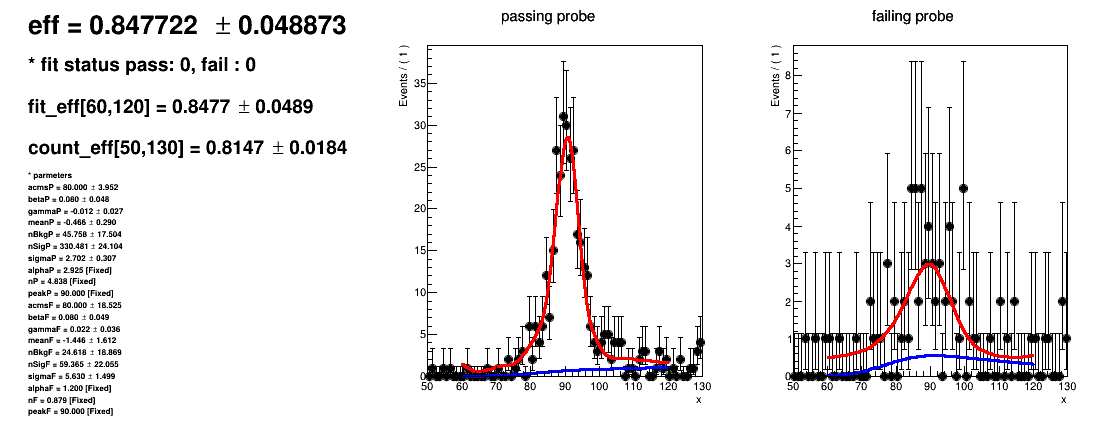 eff = 0.847722 ± 0.048873
* fit status pass: 0, fail : 0
fit_eff[60,120] = 0.8477 ± 0.0489
count_eff[50,130] = 0.8147 ± 0.0184
* parmeters
acmsP = 80.000 ± 3.952
betaP = 0.080 ± 0.048
gammaP = -0.012 ± 0.027
meanP = -0.466 ± 0.290
nBkgP = 45.758 ± 17.504
nSigP = 330.481 ± 24.104
sigmaP = 2.702 ± 0.307
alphaP = 2.925 [Fixed]
nP = 4.838 [Fixed]
peakP = 90.000 [Fixed]
acmsF = 80.000 ± 18.525
betaF = 0.080 ± 0.049
gammaF = 0.022 ± 0.036
meanF = -1.446 ± 1.612
nBkgF = 24.618 ± 18.869
nSigF = 59.365 ± 22.055
sigmaF = 5.630 ± 1.499
alphaF = 1.200 [Fixed]
nF = 0.879 [Fixed]
peakF = 90.000 [Fixed]
passing probe
Events / ( 1 )
35
30
25
20
15
10
5
0
50 60 70 80 90 100 110 120 130
x
failing probe
Events / ( 1 )
8
7
6
5
4
3
2
1
0
50 60 70 80 90 100 110 120 130
x